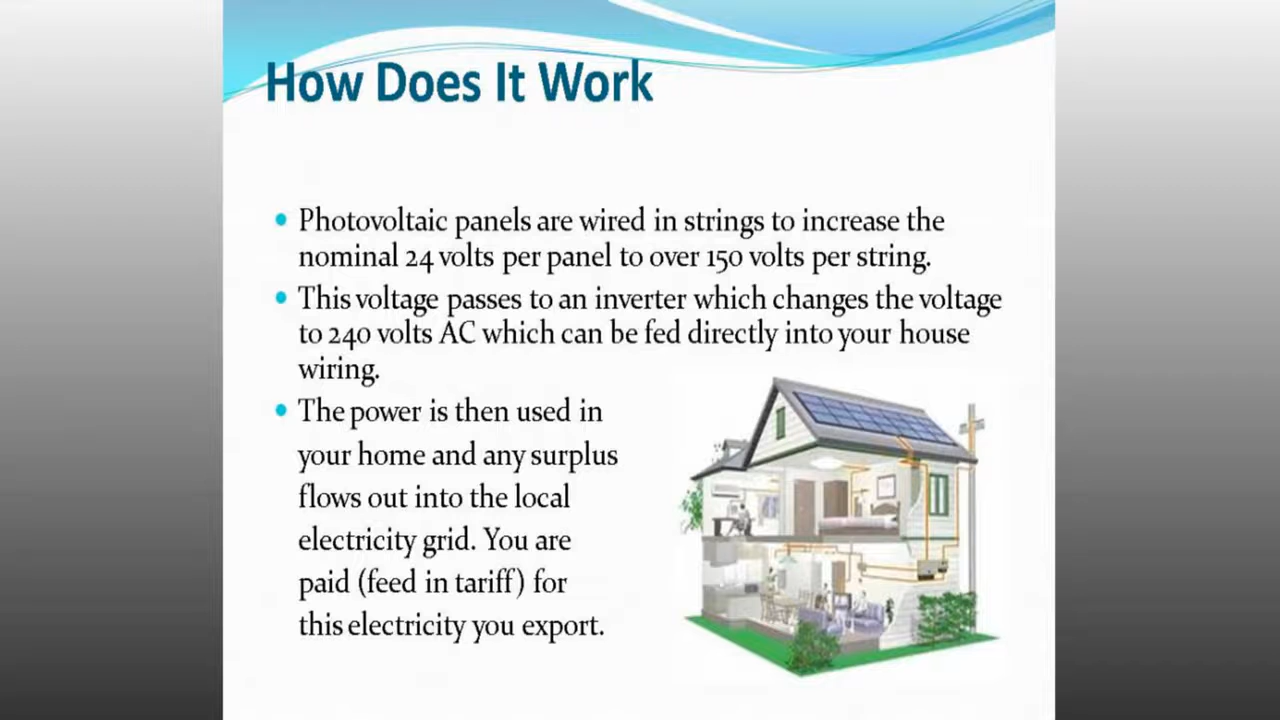 How Does It Work
Photovoltaic panels are wired in strings to increase the
nominal 24 volts per panel to over 150 volts per string.
This voltage passes to an inverter which changes the voltage
to 240 volts AC which can be fed directly into your house
wiring.
The power is then used in
your home and any surplus
flows out into the local
electricity grid. You are
paid (feed in tariff) for
this electricity you export.